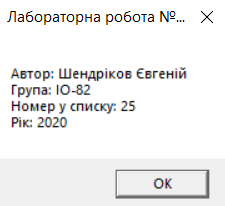 Лабораторна робота №...
Автор: Шендріков Євгеній
Група: ІО-82
Номер у списку: 25
Рік: 2020
OK